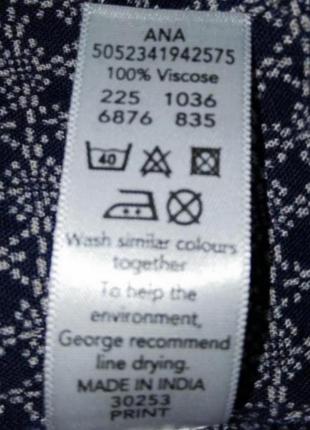 ANA
5052341942575
100% Viscose
225 1036
6876 835
40
Wash similar colours
together
To help the
environment,
George recommend
line drying.
MADE IN INDIA
30253
PRINT